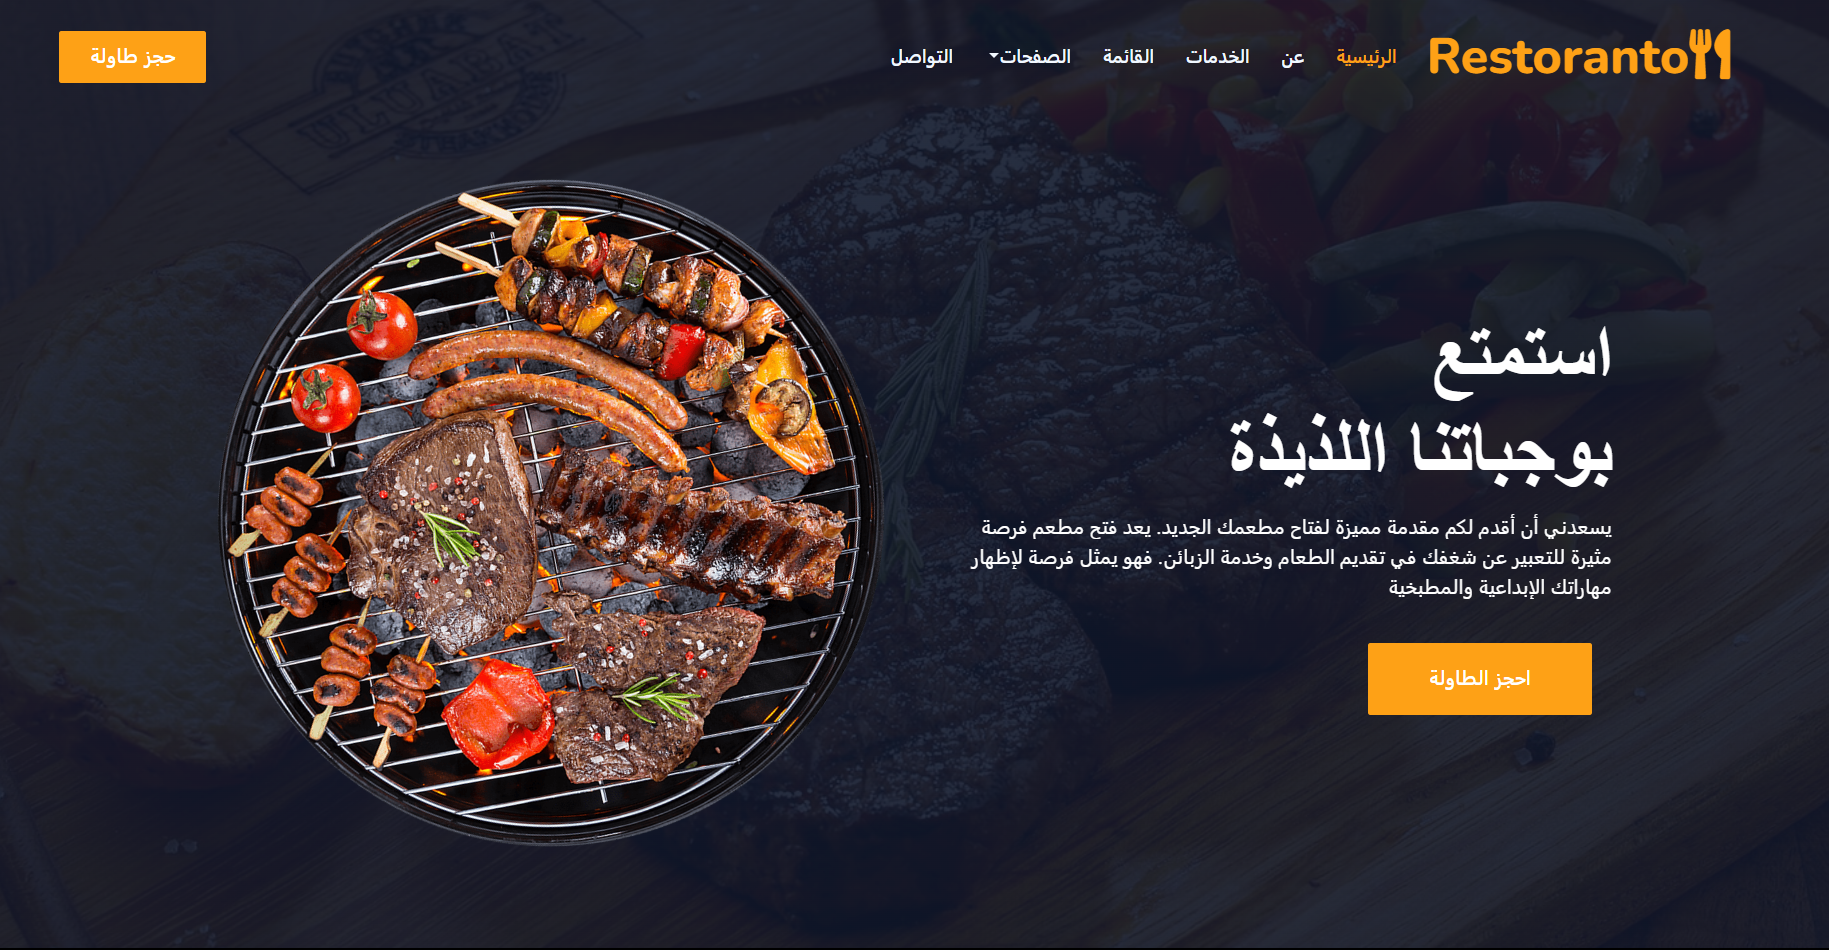 Restoranto
الرئيسية
عن
الخدمات
القائمة
الصفحات
التواصل
حجز طاولة
استمتع
بوجباتنا اللذيذة
يسعدني أن أقدم لكم مقدمة مميزة لفتاح مطعمك الجديد. يعد فتح مطعم فرصة
مثيرة للتعبير عن شغفك في تقديم الطعام وخدمة الزبائن. فهو يمثل فرصة لإظهار
مهاراتك الإبداعية والمطبخية
احجز الطاولة